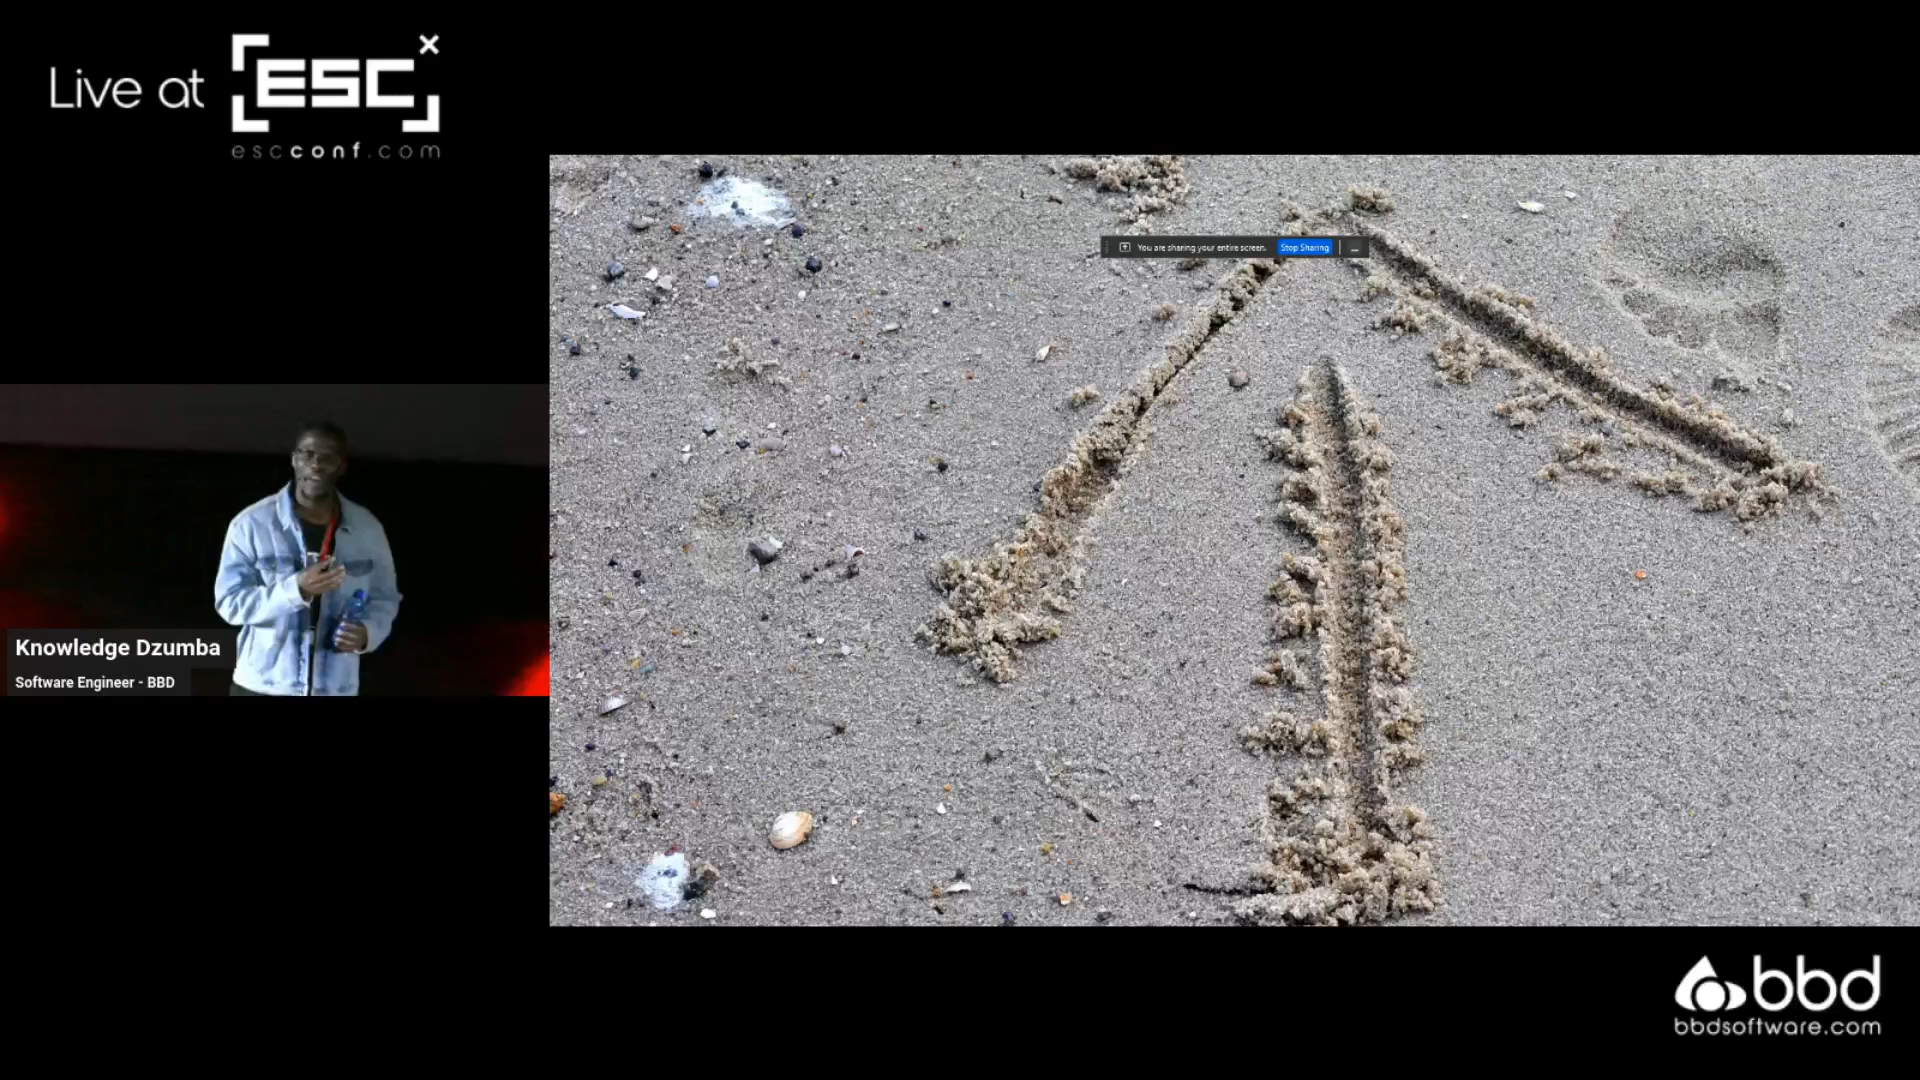 Live at
ESC
escconf.com
You are sharing your entire screen. Stop Sharing
Knowledge Dzumba
Software Engineer - BBD
bbd
bbdsoftware.com